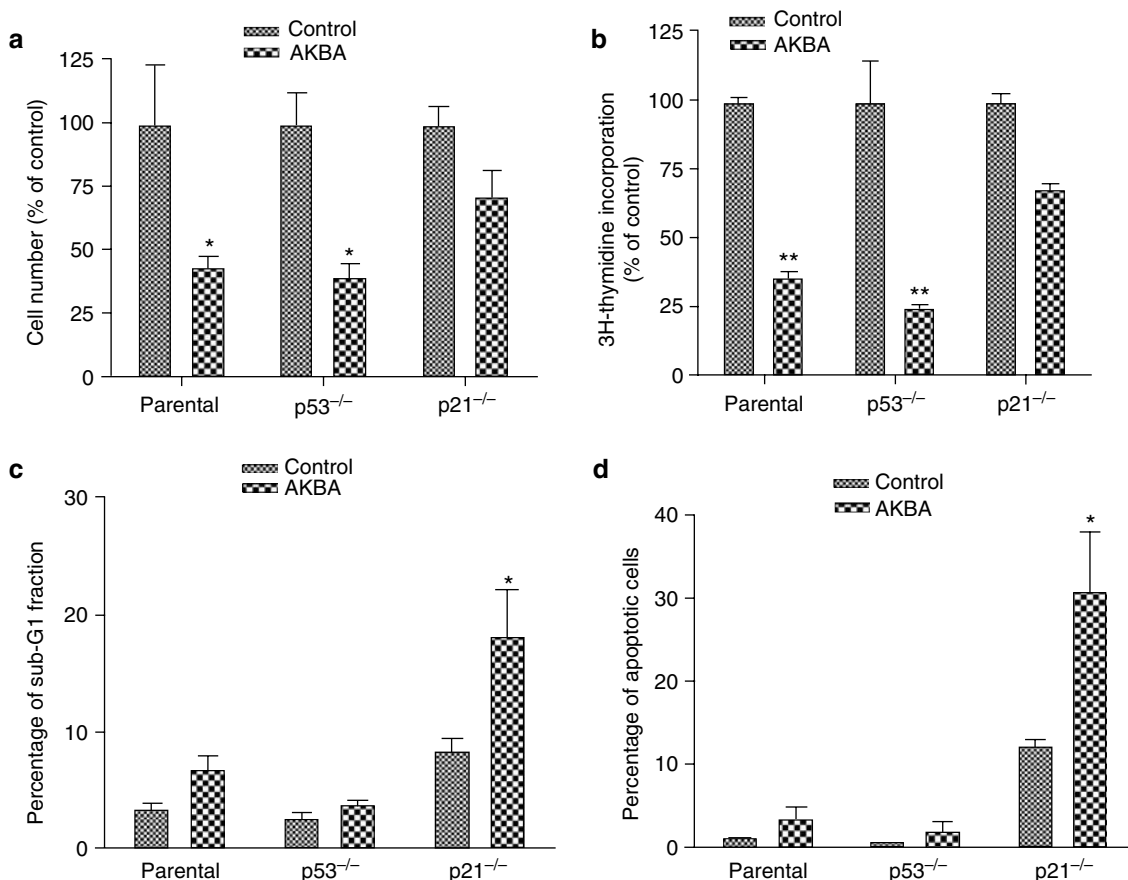 a
Control
AKBA
Cell number (% of control)
125
100
75
50
25
0
*
*
Parental
p53–/–
p21–/–
b
Control
AKBA
3H-thymidine incorporation
(% of control)
125
100
75
50
25
0
**
**
Parental
p53–/–
p21–/–
c
Control
AKBA
Percentage of sub-G1 fraction
30
20
10
0
*
Parental
p53–/–
p21–/–
d
Control
AKBA
Percentage of apoptotic cells
40
30
20
10
0
*
Parental
p53–/–
p21–/–